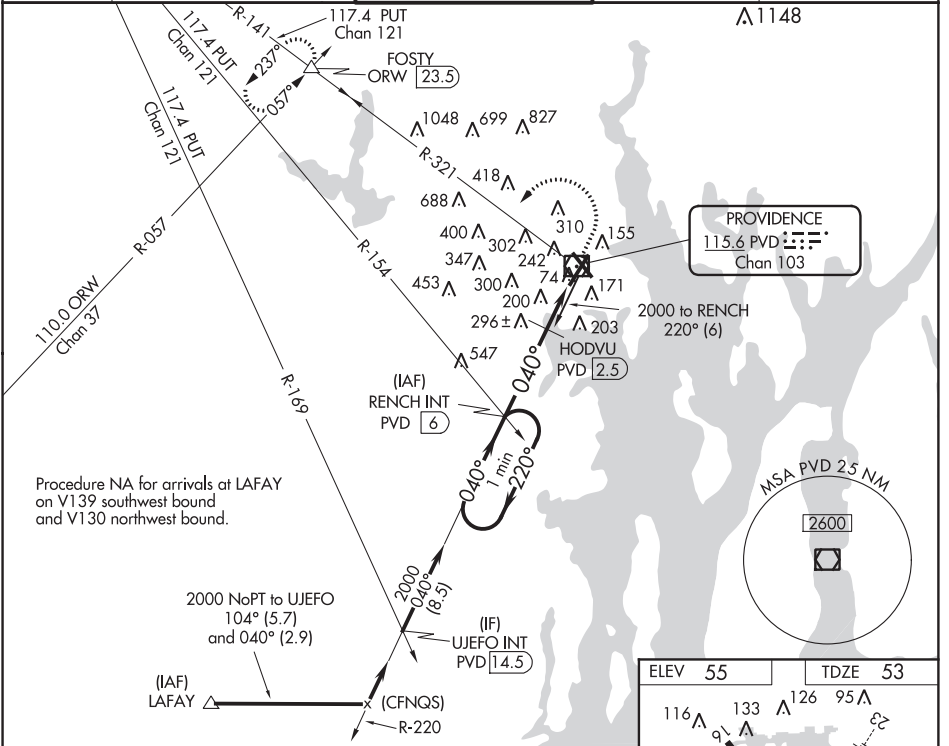 R-141
117.4 PUT
Chan 121
1148
117.4 PUT
Chan 121
237°
FOSTY
ORW 23.5
057°
117.4 PUT
Chan 121
1048
699
827
R-321
418
688
310
R-057
R-154
400
302
242
155
PROVIDENCE
115.6 PVD
Chan 103
347
74
453
300
200
171
110.0 ORW
Chan 37
296±
203
2000 to RENCH
220° (6)
HODVU
PVD 2.5
547
040°
(IAF)
RENCH INT
PVD 6
R-169
040°
1 min
220°
Procedure NA for arrivals at LAFAY
on V139 southwest bound
and V130 northwest bound.
MSA PVD 25 NM
2600
2000
040°
(8.5)
2000 NoPT to UJEFO
104° (5.7)
and 040° (2.9)
(IF)
UJEFO INT
PVD 14.5
(IAF)
LAFAY
(CFNQS)
R-220
ELEV 55
TDZE 53
116
133
126
95
16
23